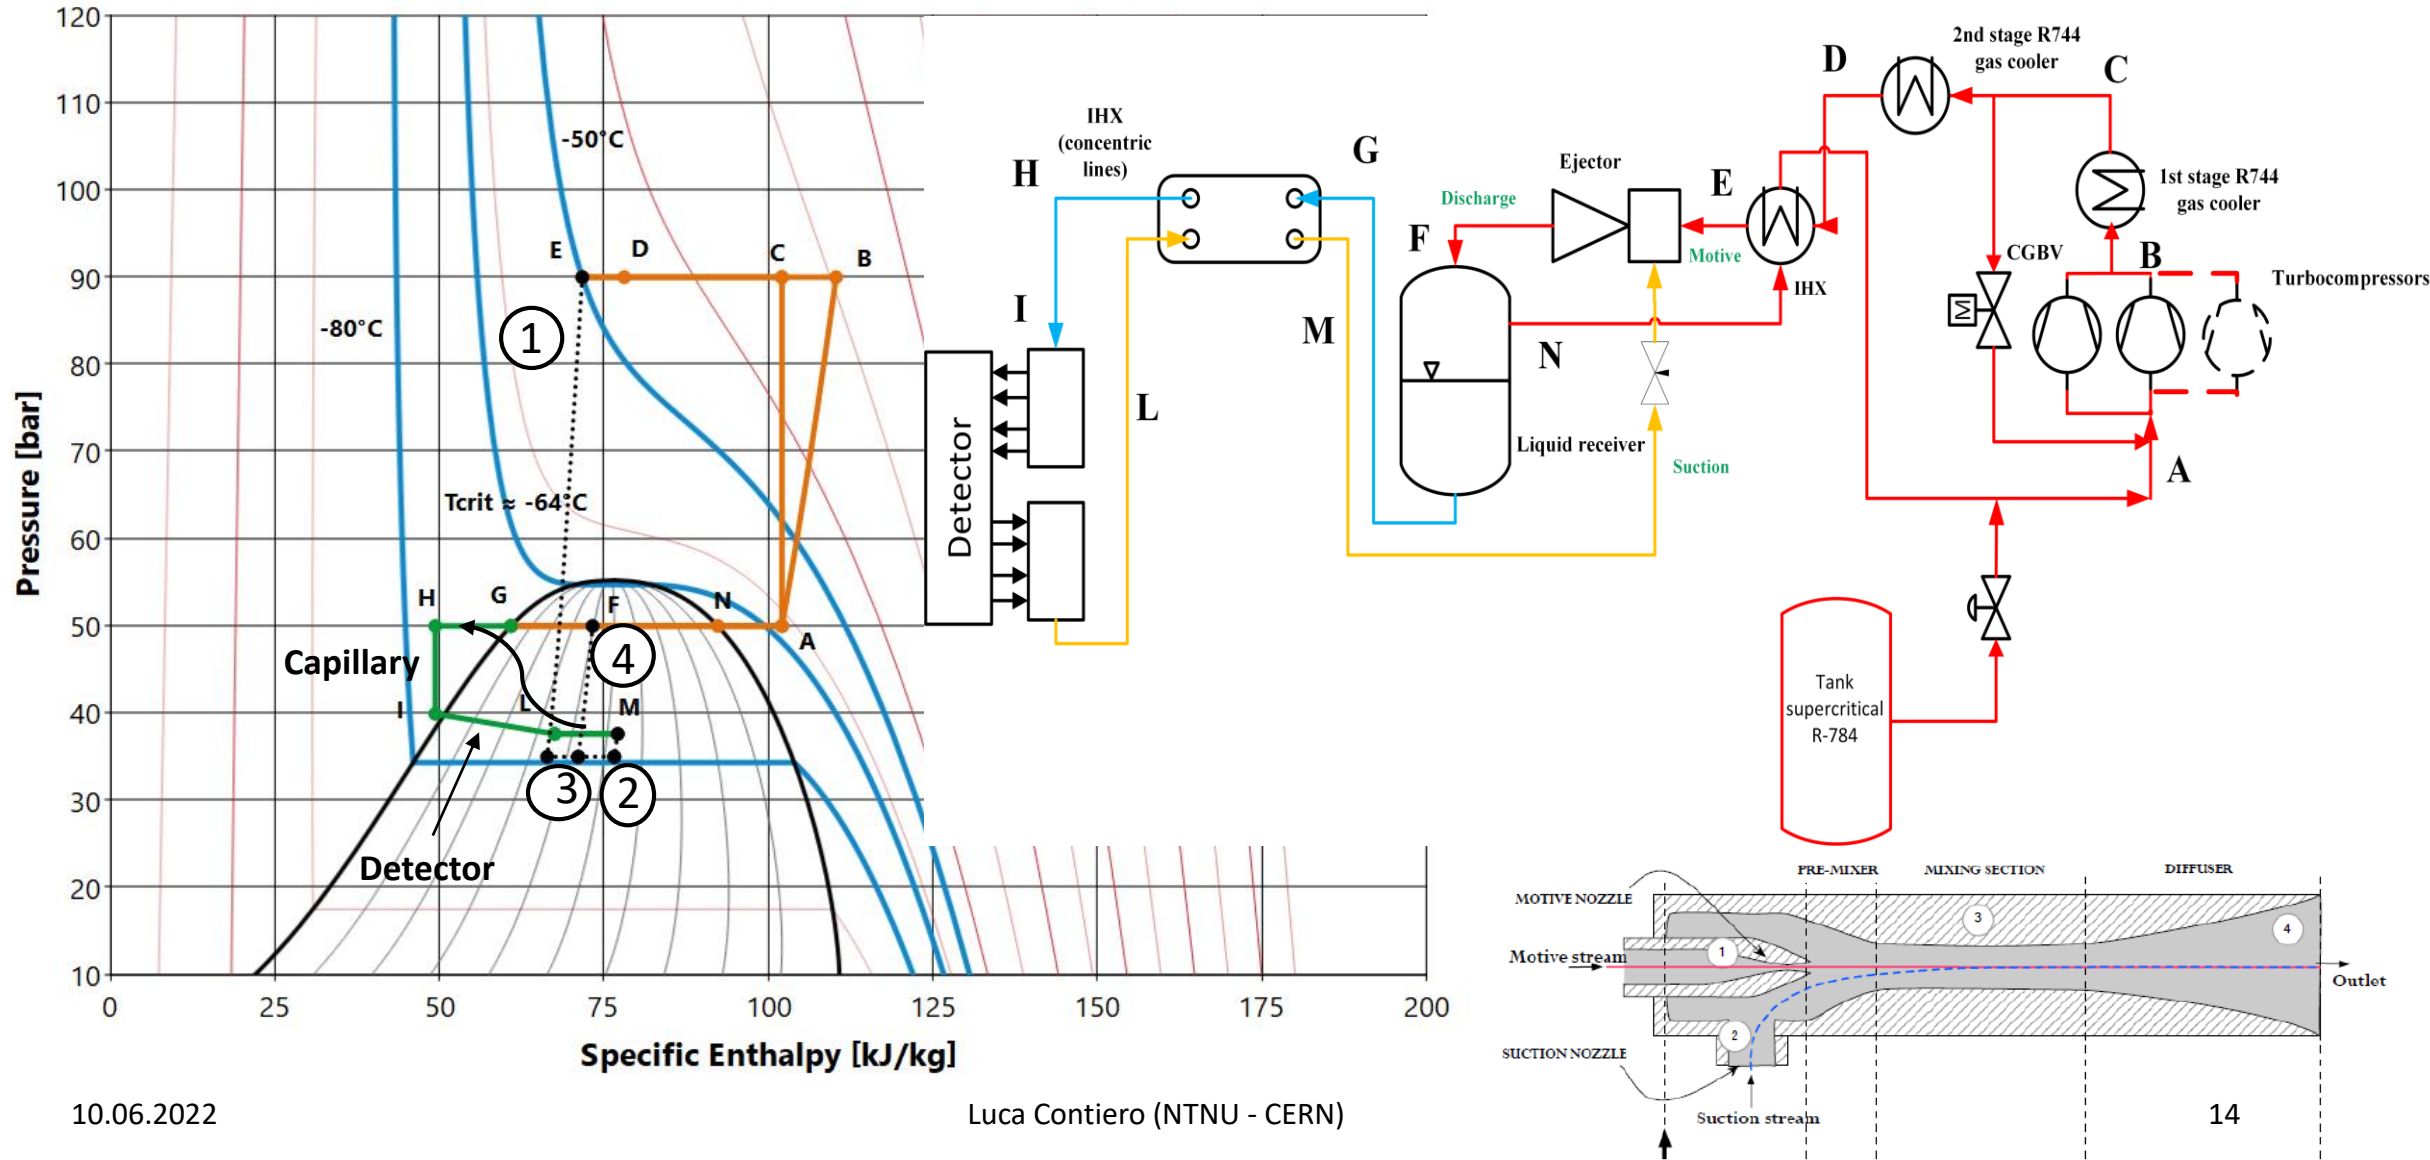 120
110
100
90
80
70
60
50
40
30
20
10
0
25
50
75
100
125
150
175
200
Pressure [bar]
Specific Enthalpy [kJ/kg]
-50°C
-80°C
Tcrit ≈ -64°C
E
D
C
B
1
H
G
F
N
A
4
Capillary
I
L
M
3
2
Detector
IHX
(concentric
lines)
H
G
I
M
L
Detector
Ejector
Discharge
F
E
Motive
IHX
N
Liquid receiver
Suction
D
2nd stage R744
gas cooler
C
1st stage R744
gas cooler
CGBV
M
B
Turbocompressors
A
Tank
supercritical
R-784
PRE-MIXER
MIXING SECTION
DIFFUSER
MOTIVE NOZZLE
3
4
1
Motive stream
Outlet
2
SUCTION NOZZLE
Suction stream
10.06.2022
Luca Contiero (NTNU - CERN)
14